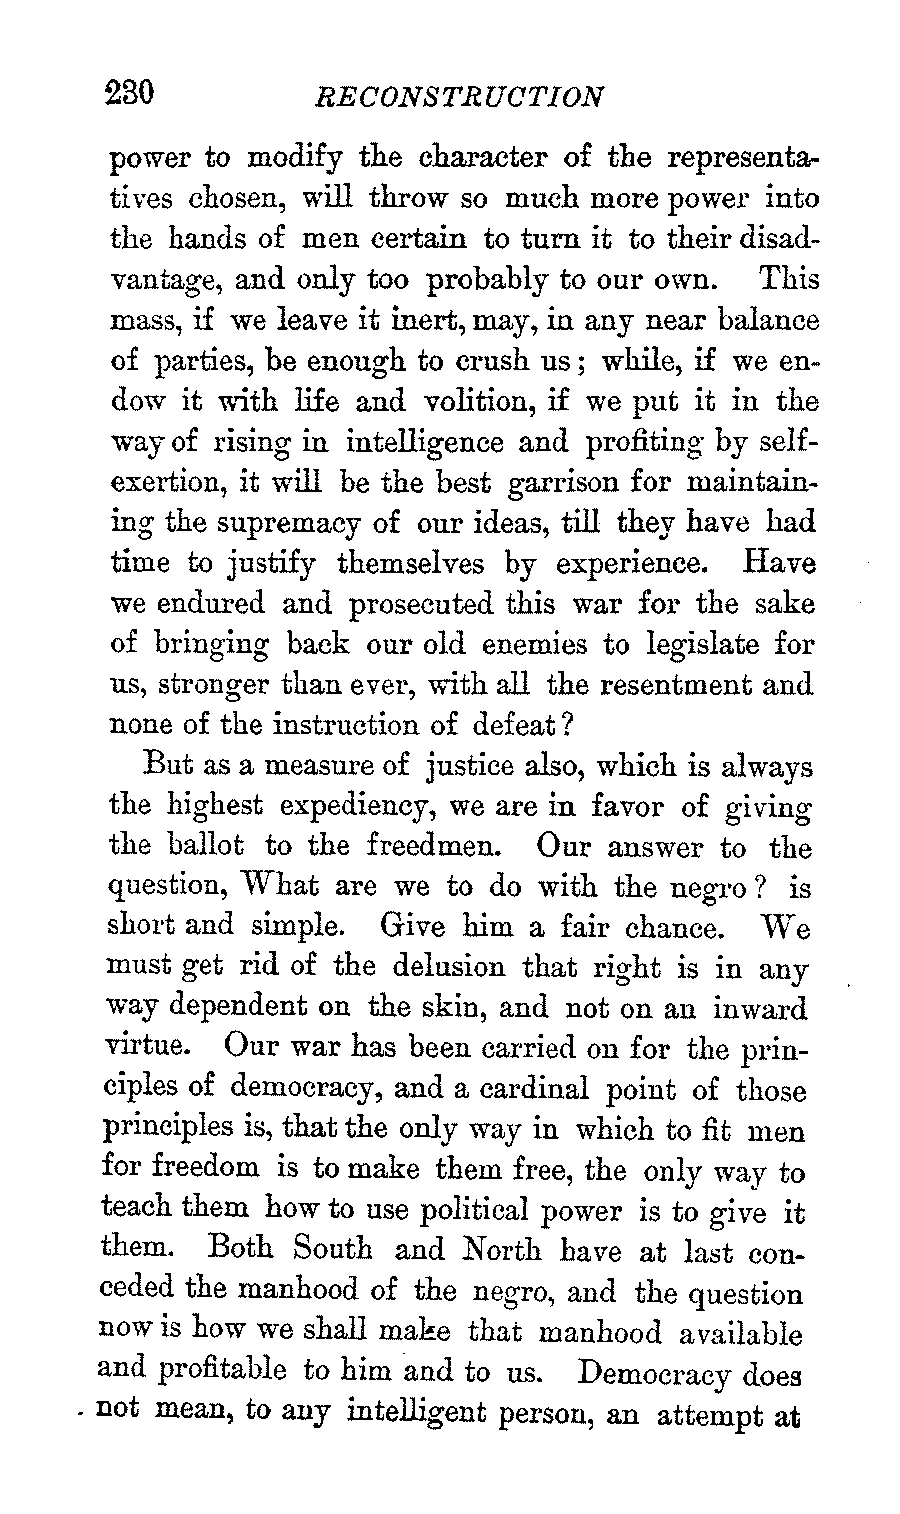 230 RECONSTRUCTION
power to modify the character of the representa-
tives chosen, will throw so much more power into
the hands of men certain to turn it to their disad-
vantage, and only too probably to our own. This
mass, if we leave it inert, may, in any near balance
of parties, be enough to crush us; while, if we en-
dow it with life and volition, if we put it in the
way of rising in intelligence and profiting by self-
exertion, it will be the best garrison for maintain-
ing the supremacy of our ideas, till they have had
time to justify themselves by experience. Have
we endured and prosecuted this war for the sake
of bringing back our old enemies to legislate for
us, stronger than ever, with all the resentment and
none of the instruction of defeat?
But as a measure of justice also, which is always
the highest expediency, we are in favor of giving
the ballot to the freedmen. Our answer to the
question, What are we to do with the negro? is
short and simple. Give him a fair chance. We
must get rid of the delusion that right is in any
way dependent on the skin, and not on an inward
virtue. Our war has been carried on for the prin-
ciples of democracy, and a cardinal point of those
principles is, that the only way in which to fit men
for freedom is to make them free, the only way to
teach them how to use political power is to give it
them. Both South and North have at last con-
ceded the manhood of the negro, and the question
now is how we shall make that manhood available
and profitable to him and to us. Democracy does
not mean, to any intelligent person, an attempt at